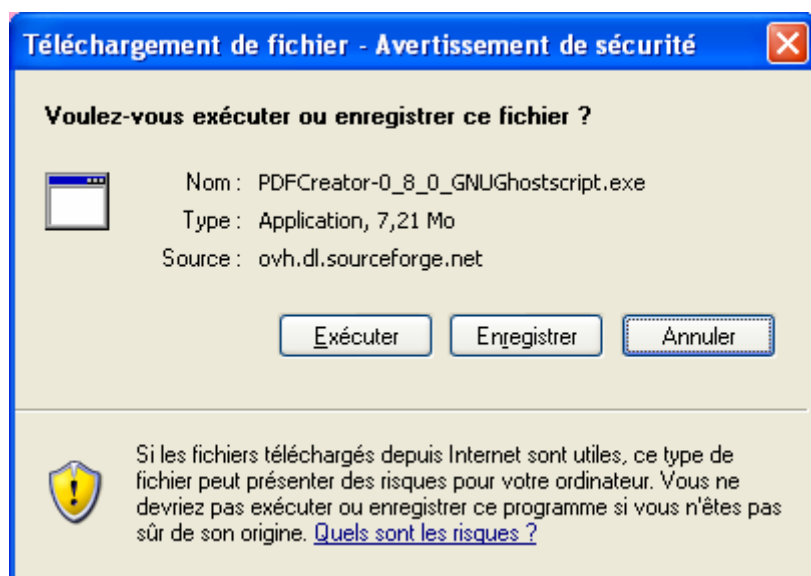 Téléchargement de fichier - Avertissement de sécurité
Voulez-vous exécuter ou enregistrer ce fichier ?
Nom : PDFCreator-0_8_0_GNUGhostscript.exe
Type : Application, 7,21 Mo
Source : ovh.dl.sourceforge.net
Exécuter Enregistrer Annuler
Si les fichiers téléchargés depuis Internet sont utiles, ce type de
fichier peut présenter des risques pour votre ordinateur. Vous ne
devriez pas exécuter ou enregistrer ce programme si vous n'êtes pas
sûr de son origine. Quels sont les risques ?